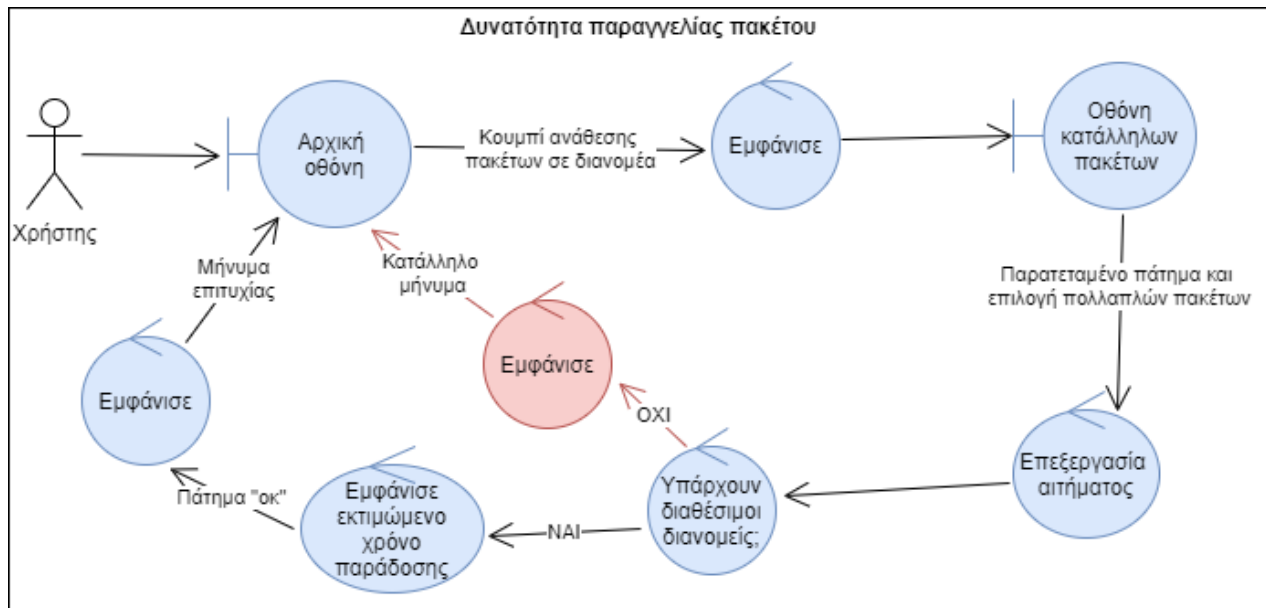 Δυνατότητα παραγγελίας πακέτου
Χρήστης
Αρχική
οθόνη
Κουμπί ανάθεσης
πακέτων σε διανομέα
Εμφάνισε
Οθόνη
κατάλληλων
πακέτων
Παρατεταμένο πάτημα και
επιλογή πολλαπλών πακέτων
Επεξεργασία
αιτήματος
Υπάρχουν
διαθέσιμοι
διανομείς;
ΟΧΙ
Εμφάνισε
Κατάλληλο
μήνυμα
ΝΑΙ
Εμφάνισε
εκτιμώμενο
χρόνο
παράδοσης
Πάτημα "οκ"
Εμφάνισε
Μήνυμα
επιτυχίας